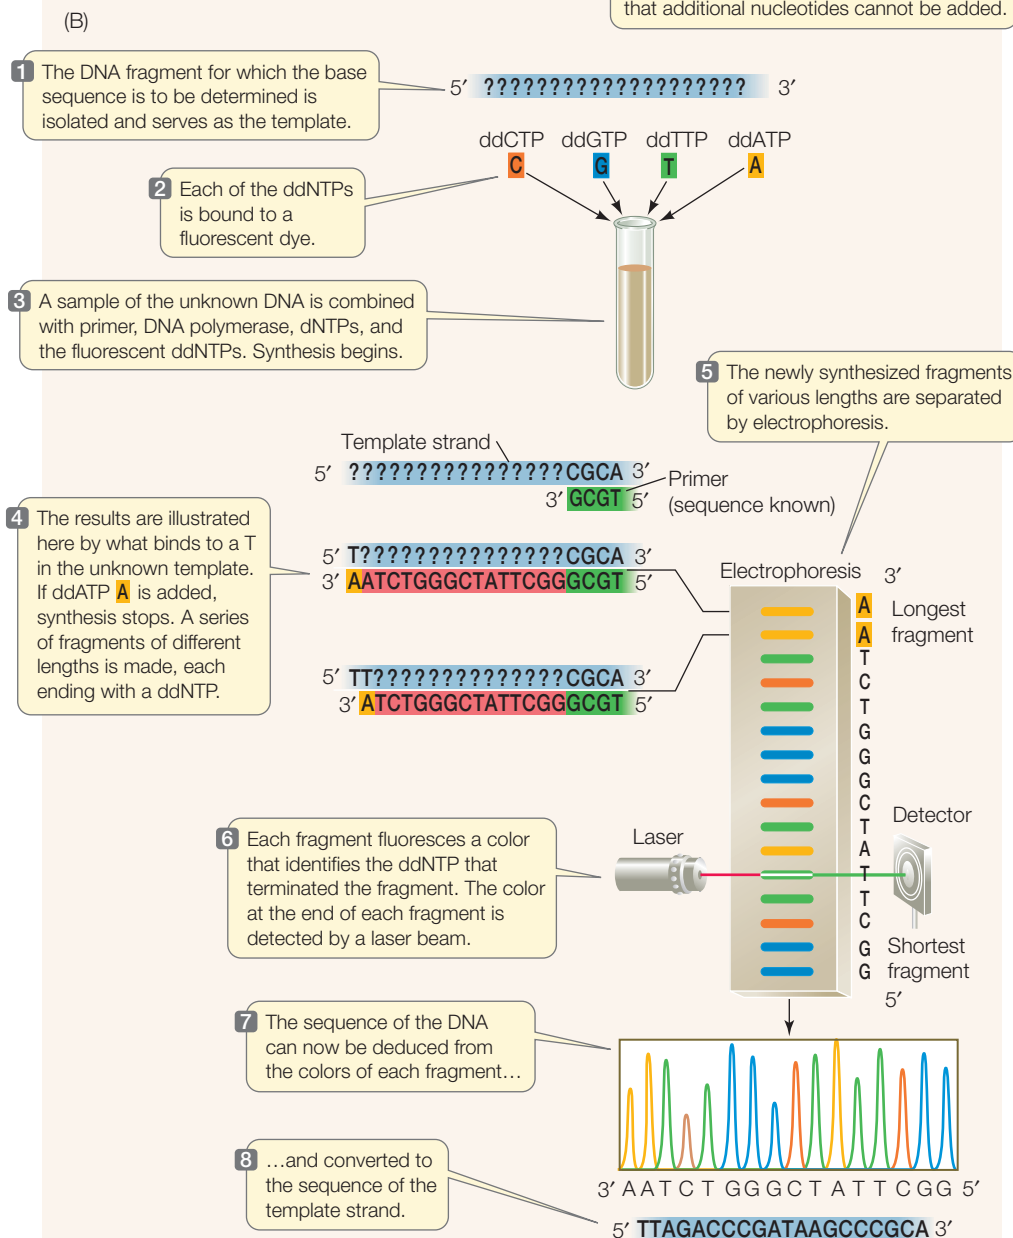 that additional nucleotides cannot be added.
(B)
1 The DNA fragment for which the base
sequence is to be determined is
isolated and serves as the template.
5′ ???????????????????? 3′
ddCTP ddGTP ddTTP ddATP
C G T A
2 Each of the ddNTPs
is bound to a
fluorescent dye.
3 A sample of the unknown DNA is combined
with primer, DNA polymerase, dNTPs, and
the fluorescent ddNTPs. Synthesis begins.
5 The newly synthesized fragments
of various lengths are separated
by electrophoresis.
Template strand
5′ ????????????????CGCA 3′
3′ GCGT 5′
Primer
(sequence known)
4 The results are illustrated
here by what binds to a T
in the unknown template.
If ddATP A is added,
synthesis stops. A series
of fragments of different
lengths is made, each
ending with a ddNTP.
5′ T???????????????CGCA 3′
3′ AATCTGGGCTATTCGGGCGT 5′
5′ TT??????????????CGCA 3′
3′ ATCTGGGCTATTCGGGCGT 5′
Electrophoresis
3′
A
A
T
C
T
G
G
G
C
T
A
T
T
C
G
G
5′
Longest
fragment
Shortest
fragment
Laser
Detector
6 Each fragment fluoresces a color
that identifies the ddNTP that
terminated the fragment. The color
at the end of each fragment is
detected by a laser beam.
7 The sequence of the DNA
can now be deduced from
the colors of each fragment…
3′ A A T C T G G G C T A T T C G G 5′
8 …and converted to
the sequence of the
template strand.
5′ TTAGACCCGATAAGCCCGCA 3′